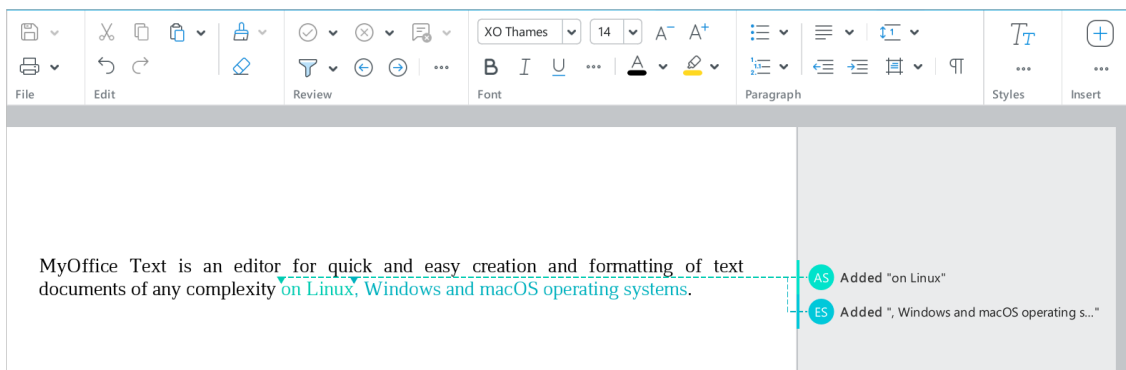 XO Thames 14 A- A+ Tт
B I U A
File Edit Review Font Paragraph Styles Insert
MyOffice Text is an editor for quick and easy creation and formatting of text
documents of any complexity on Linux, Windows and macOS operating systems.
AS Added "on Linux"
ES Added ", Windows and macOS operating s..."